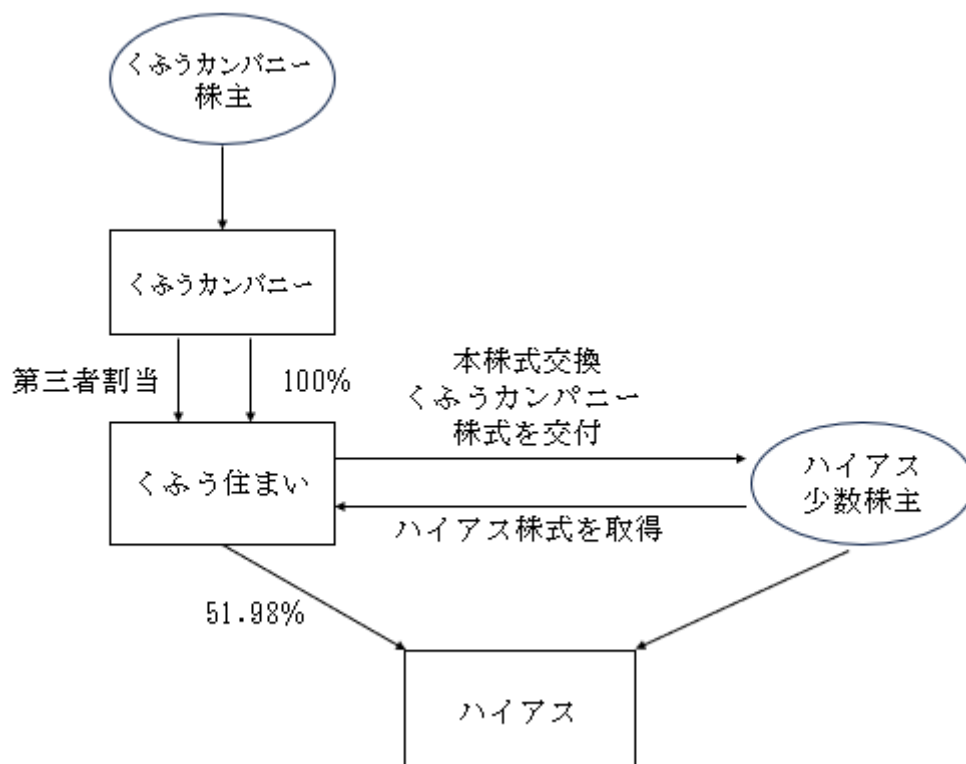 くふうカンパニー
株主
くふうカンパニー
第三者割当
100%
本株式交換
くふうカンパニー
株式を交付
くふう住まい
ハイアス
少数株主
ハイアス株式を取得
51.98%
ハイアス